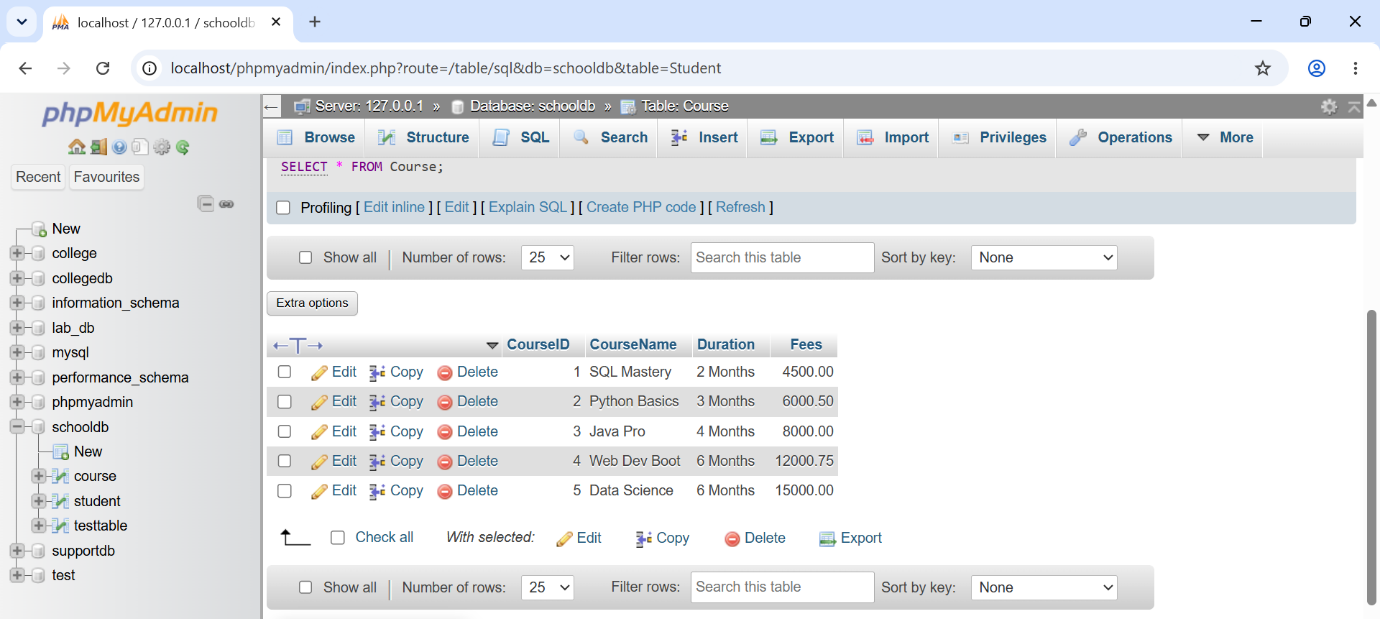 localhost / 127.0.0.1 / schooldb
localhost/phpmyadmin/index.php?route=/table/sql&db=schooldb&table=Student
phpMyAdmin
Recent Favourites
New
college
collegedb
information_schema
lab_db
mysql
performance_schema
phpmyadmin
schooldb
New
course
student
testtable
supportdb
test
Server: 127.0.0.1 » Database: schooldb » Table: Course
Browse Structure SQL Search Insert Export Import Privileges Operations More
SELECT * FROM Course;
Profiling [ Edit inline ] [ Edit ] [ Explain SQL ] [ Create PHP code ] [ Refresh ]
Show all Number of rows: 25 Filter rows: Search this table Sort by key: None
Extra options
←T→ CourseID CourseName Duration Fees
Edit Copy Delete 1 SQL Mastery 2 Months 4500.00
Edit Copy Delete 2 Python Basics 3 Months 6000.50
Edit Copy Delete 3 Java Pro 4 Months 8000.00
Edit Copy Delete 4 Web Dev Boot 6 Months 12000.75
Edit Copy Delete 5 Data Science 6 Months 15000.00
Check all With selected: Edit Copy Delete Export
Show all Number of rows: 25 Filter rows: Search this table Sort by key: None